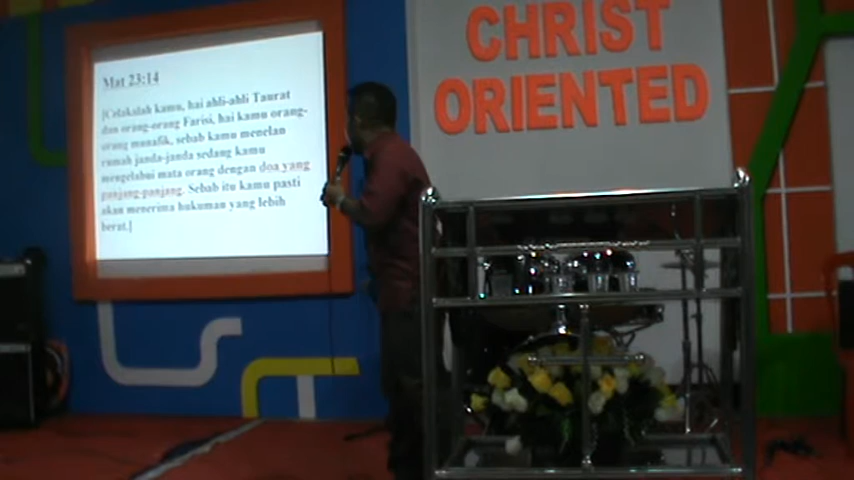 Mat 23:14
[Celakalah kamu, hai ahli-ahli Taurat
dan orang-orang Farisi, hai kamu orang-
orang munafik, sebab kamu menelan
rumah janda-janda sedang kamu
mengelabui mata orang dengan doa yang
panjang-panjang. Sebab itu kamu pasti
akan menerima hukuman yang lebih
berat.]
CHRIST
ORIENTED